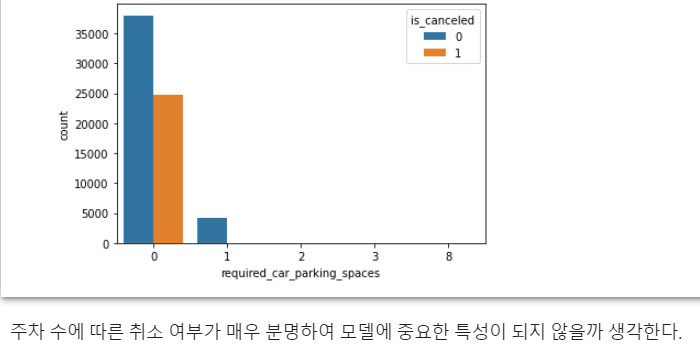 is_canceled
0
1
35000
30000
25000
20000
15000
10000
5000
0
count
0 1 2 3 8
required_car_parking_spaces
주차 수에 따른 취소 여부가 매우 분명하여 모델에 중요한 특성이 되지 않을까 생각한다.